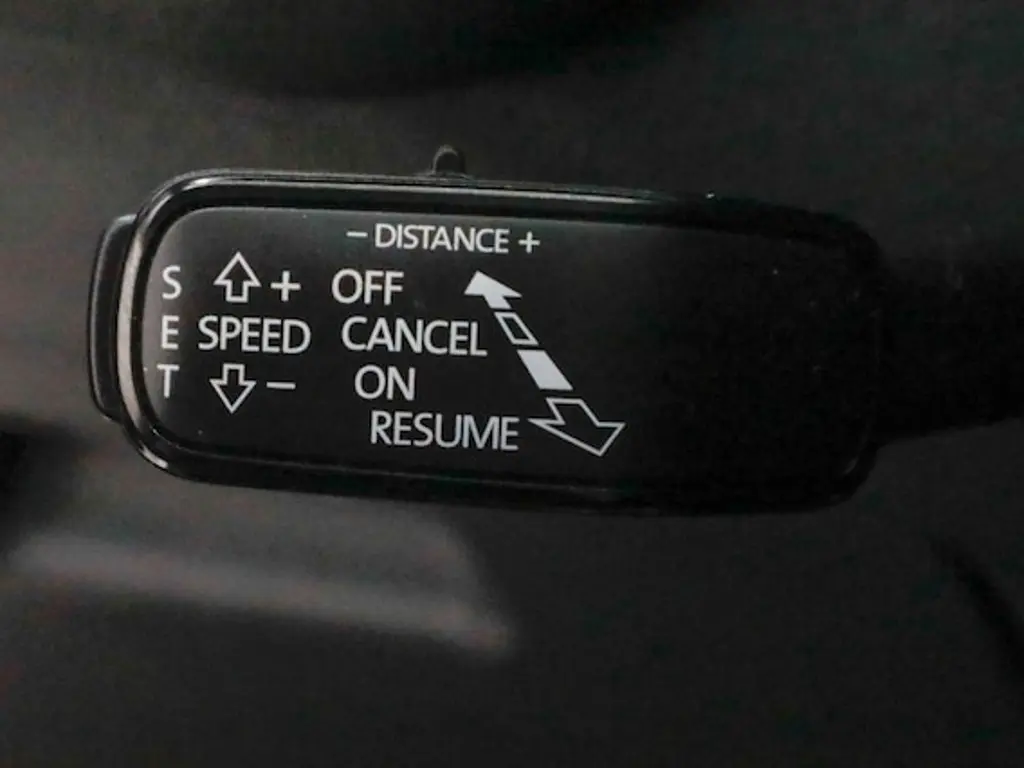 – DISTANCE +
S + OFF
E SPEED CANCEL
T – ON
RESUME